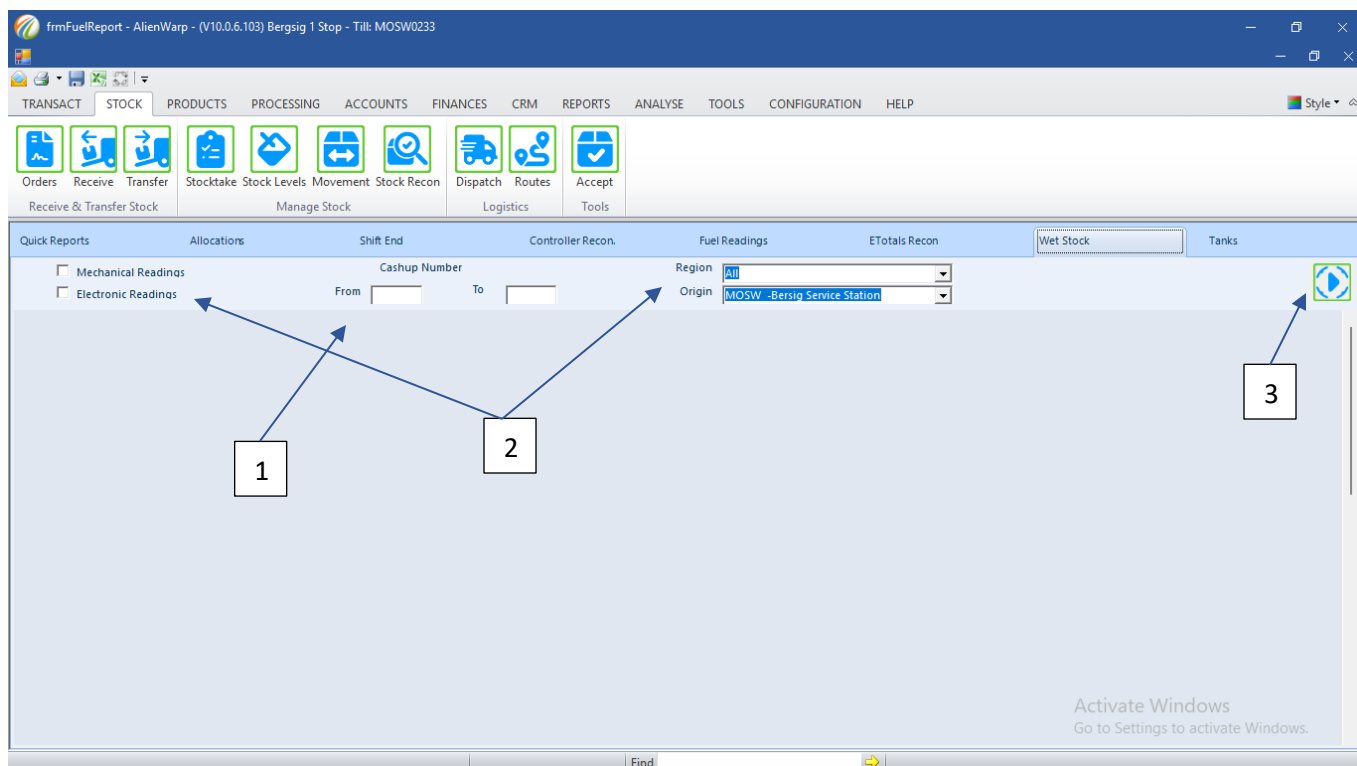 frmFuelReport - AlienWarp - (V10.0.6.103) Bergsig 1 Stop - Till: MOSW0233
TRANSACT STOCK PRODUCTS PROCESSING ACCOUNTS FINANCES CRM REPORTS ANALYSE TOOLS CONFIGURATION HELP Style
Orders Receive Transfer Stocktake Stock Levels Movement Stock Recon Dispatch Routes Accept
Receive & Transfer Stock Manage Stock Logistics Tools
Quick Reports Allocations Shift End Controller Recon. Fuel Readings ETotals Recon Wet Stock Tanks
Mechanical Readings Cashup Number Region All
Electronic Readings From To Origin MOSW -Bersig Service Station
3
2
1
Activate Windows
Go to Settings to activate Windows.
Find